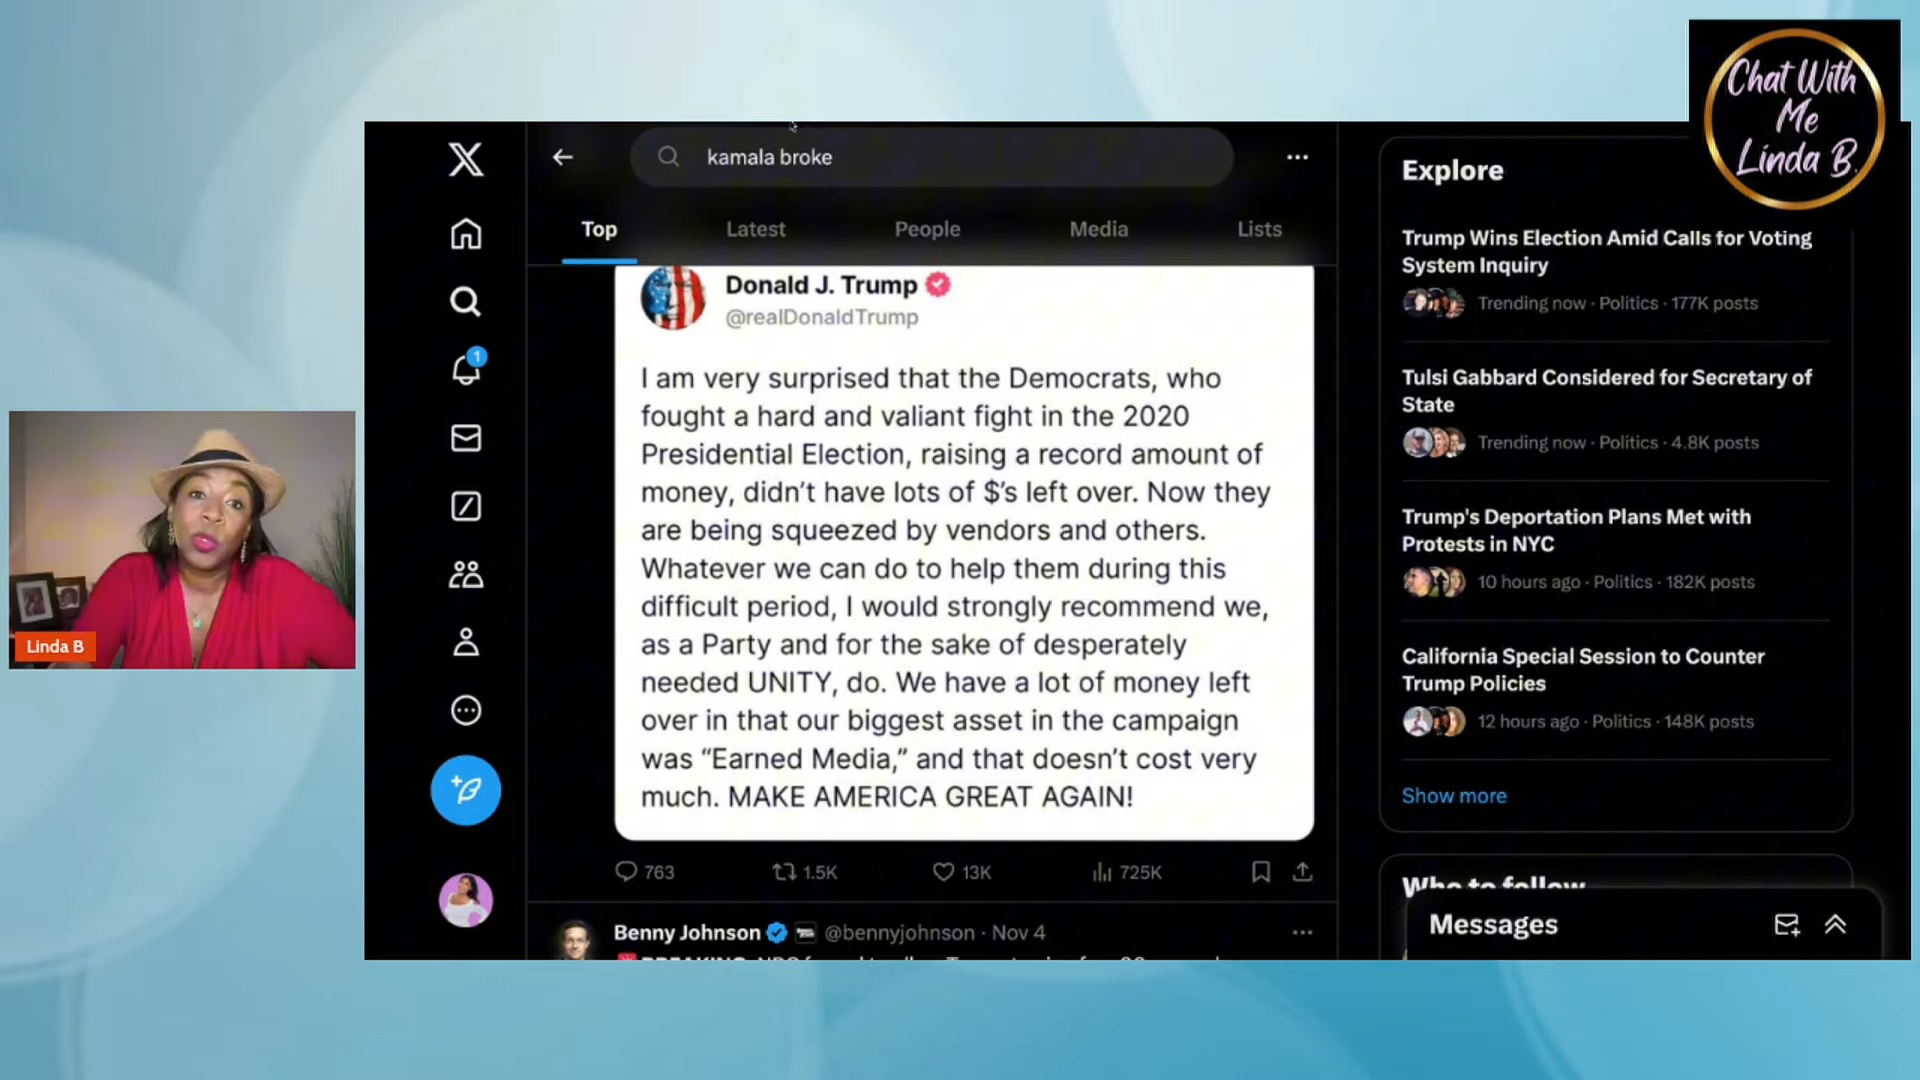 Chat With
Me
Linda B.
kamala broke
Top
Latest
People
Media
Lists
Donald J. Trump
@realDonaldTrump
I am very surprised that the Democrats, who
fought a hard and valiant fight in the 2020
Presidential Election, raising a record amount of
money, didn't have lots of $'s left over. Now they
are being squeezed by vendors and others.
Whatever we can do to help them during this
difficult period, I would strongly recommend we,
as a Party and for the sake of desperately
needed UNITY, do. We have a lot of money left
over in that our biggest asset in the campaign
was “Earned Media,” and that doesn't cost very
much. MAKE AMERICA GREAT AGAIN!
763
1.5K
13K
725K
Benny Johnson @bennyjohnson · Nov 4
Explore
Trump Wins Election Amid Calls for Voting
System Inquiry
Trending now · Politics · 177K posts
Tulsi Gabbard Considered for Secretary of
State
Trending now · Politics · 4.8K posts
Trump's Deportation Plans Met with
Protests in NYC
10 hours ago · Politics · 182K posts
California Special Session to Counter
Trump Policies
12 hours ago · Politics · 148K posts
Show more
Who to follow
Messages
1
Linda B